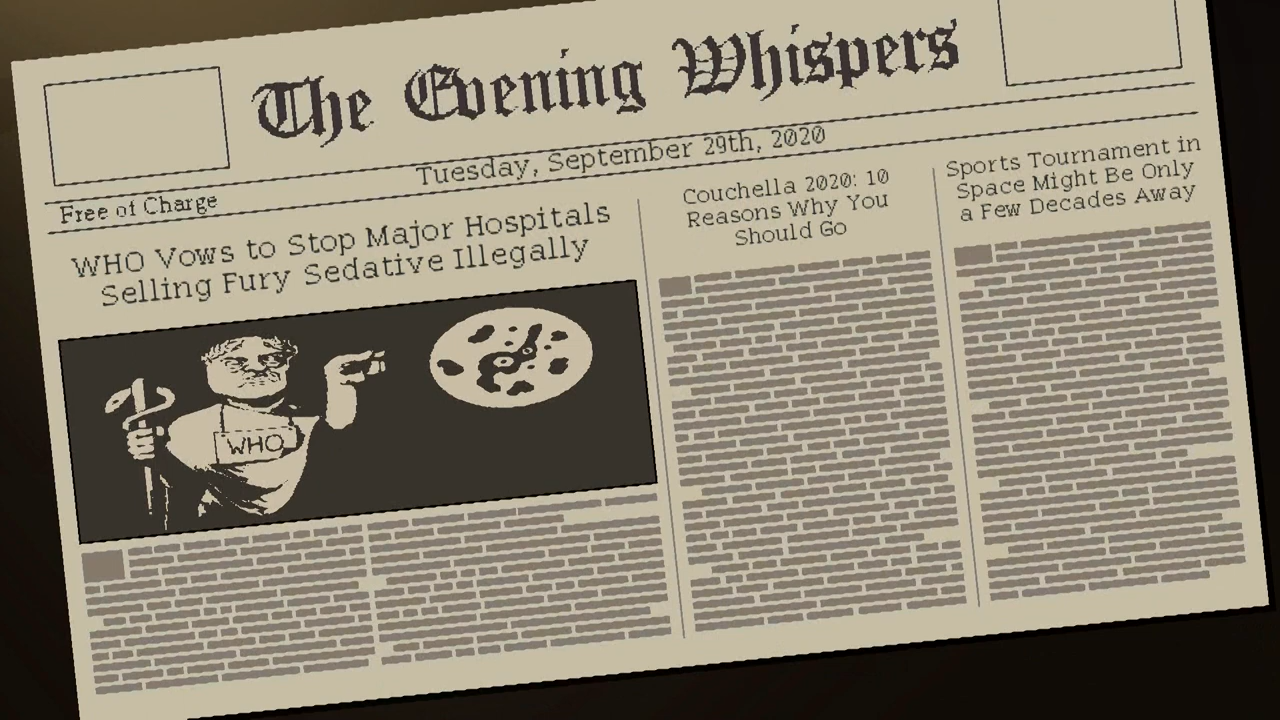 The Evening Whispers
Tuesday, September 29th, 2020
Free of Charge
WHO Vows to Stop Major Hospitals
Selling Fury Sedative Illegally
WHO
Couchella 2020: 10
Reasons Why You
Should Go
Sports Tournament in
Space Might Be Only
a Few Decades Away